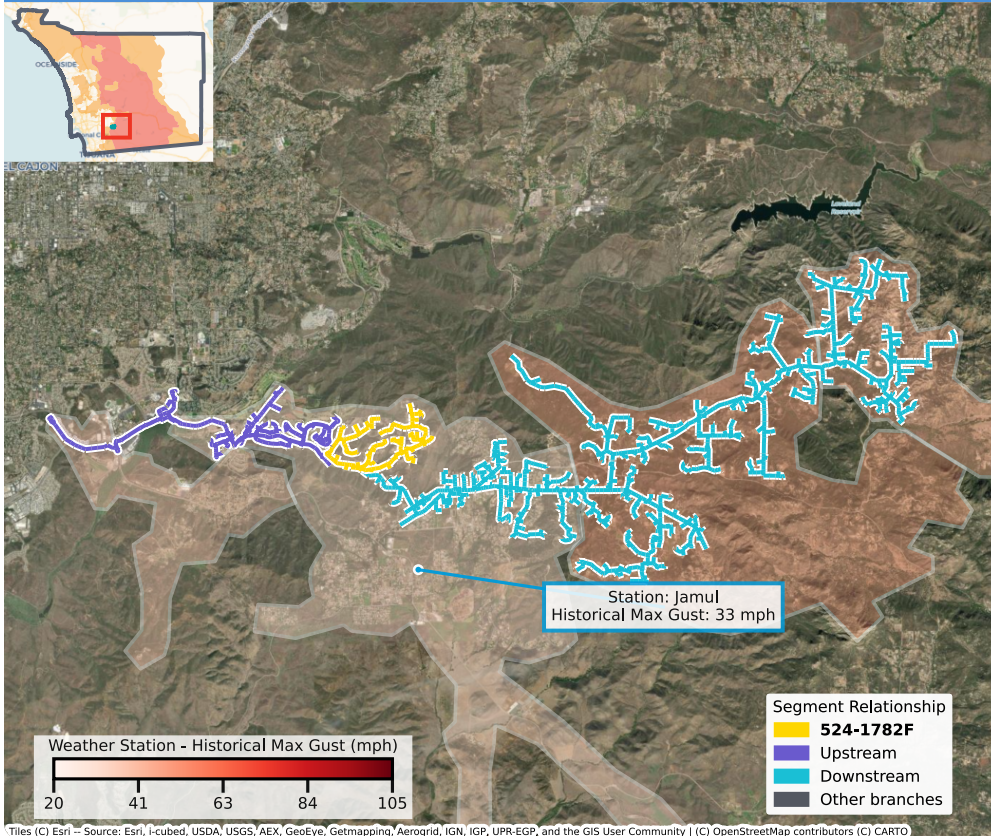 OCEANSIDE
EL CAJON
Loveland
Reservoir
Station: Jamul
Historical Max Gust: 33 mph
Segment Relationship
524-1782F
Upstream
Downstream
Other branches
Weather Station - Historical Max Gust (mph)
20 41 63 84 105
Tiles (C) Esri -- Source: Esri, i-cubed, USDA, USGS, AEX, GeoEye, Getmapping, Aerogrid, IGN, IGP, UPR-EGP, and the GIS User Community | (C) OpenStreetMap contributors (C) CARTO